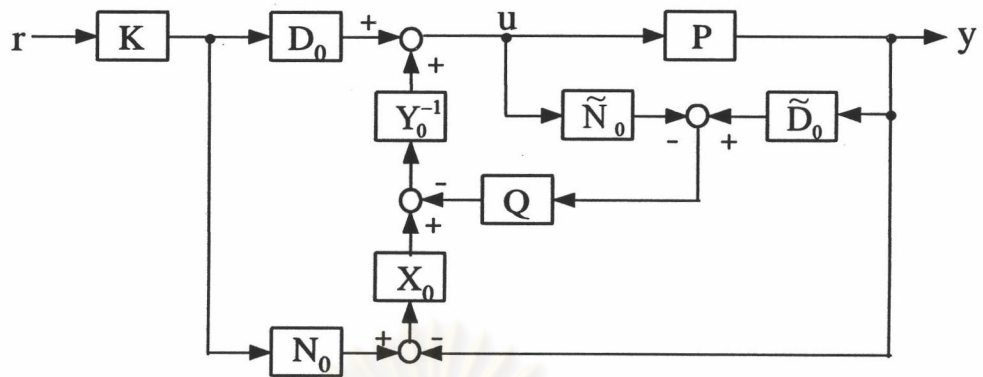 r K D₀ + u P y
+
Y₀⁻¹ Ñ₀ - + D̃₀
- Q
+
X₀
N₀ + -